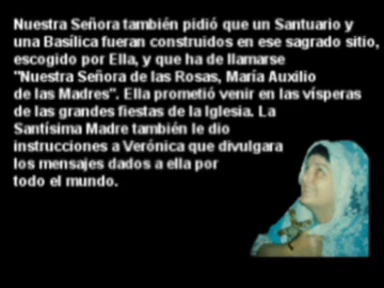 Nuestra Señora también pidió que un Santuario y
una Basílica fueran construidos en ese sagrado sitio,
escogido por Ella, y que ha de llamarse
"Nuestra Señora de las Rosas, María Auxilio
de las Madres". Ella prometió venir en las vísperas
de las grandes fiestas de la Iglesia. La
Santísima Madre también le dio
instrucciones a Verónica que divulgara
los mensajes dados a ella por
todo el mundo.